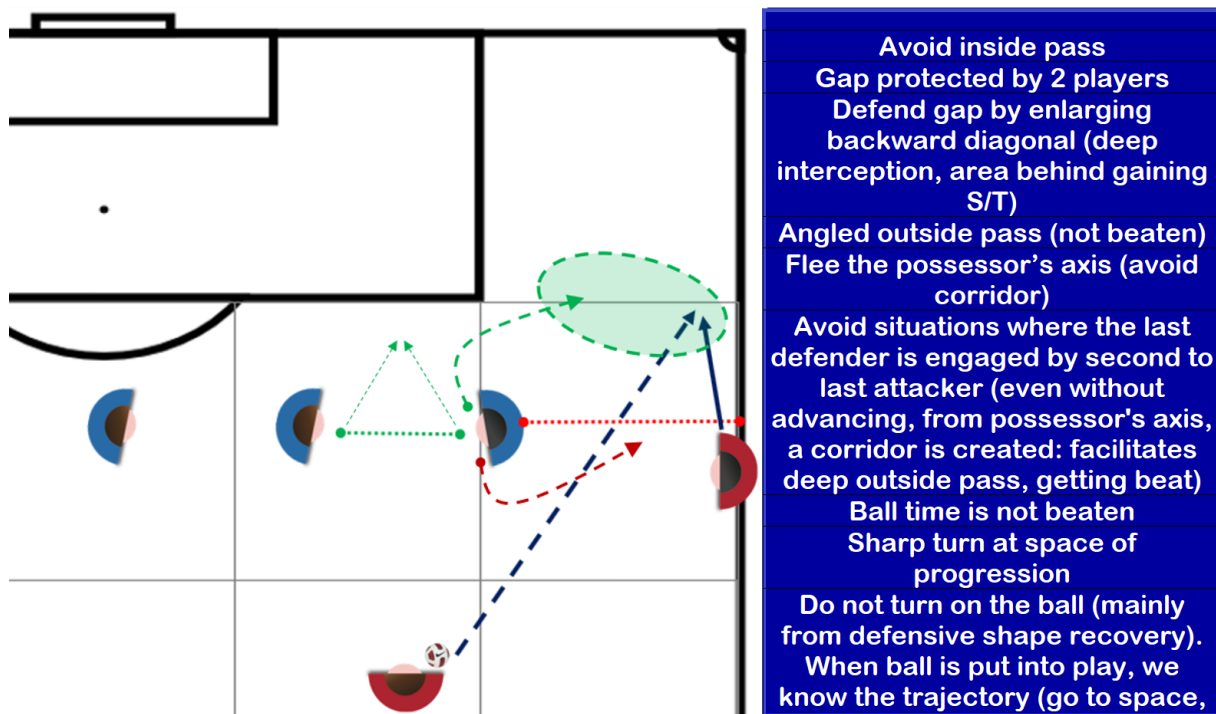 Avoid inside pass
Gap protected by 2 players
Defend gap by enlarging
backward diagonal (deep
interception, area behind gaining
S/T)
Angled outside pass (not beaten)
Flee the possessor’s axis (avoid
corridor)
Avoid situations where the last
defender is engaged by second to
last attacker (even without
advancing, from possessor's axis,
a corridor is created: facilitates
deep outside pass, getting beat)
Ball time is not beaten
Sharp turn at space of
progression
Do not turn on the ball (mainly
from defensive shape recovery).
When ball is put into play, we
know the trajectory (go to space,